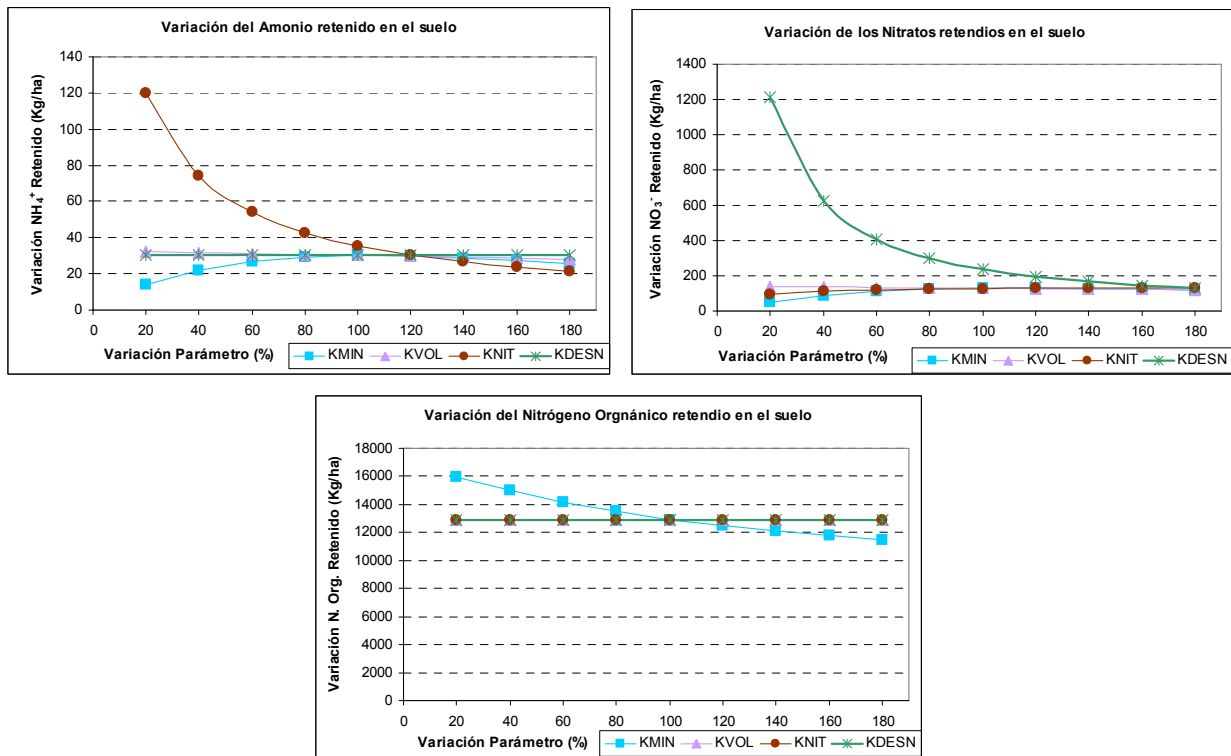 Variación del Amonio retenido en el suelo
Variación NH4+ Retenido (Kg/ha)
140
120
100
80
60
40
20
0
0 20 40 60 80 100 120 140 160 180
Variación Parámetro (%)
KMIN KVOL KNIT KDESN
Variación de los Nitratos retendios en el suelo
Variación NO3- Retenido (Kg/ha)
1400
1200
1000
800
600
400
200
0
0 20 40 60 80 100 120 140 160 180
Variación Parámetro (%)
KMIN KVOL KNIT KDESN
Variación del Nitrógeno Orgnánico retendio en el suelo
Variación N. Org. Retenido (Kg/ha)
18000
16000
14000
12000
10000
8000
6000
4000
2000
0
0 20 40 60 80 100 120 140 160 180
Variación Parámetro (%)
KMIN KVOL KNIT KDESN